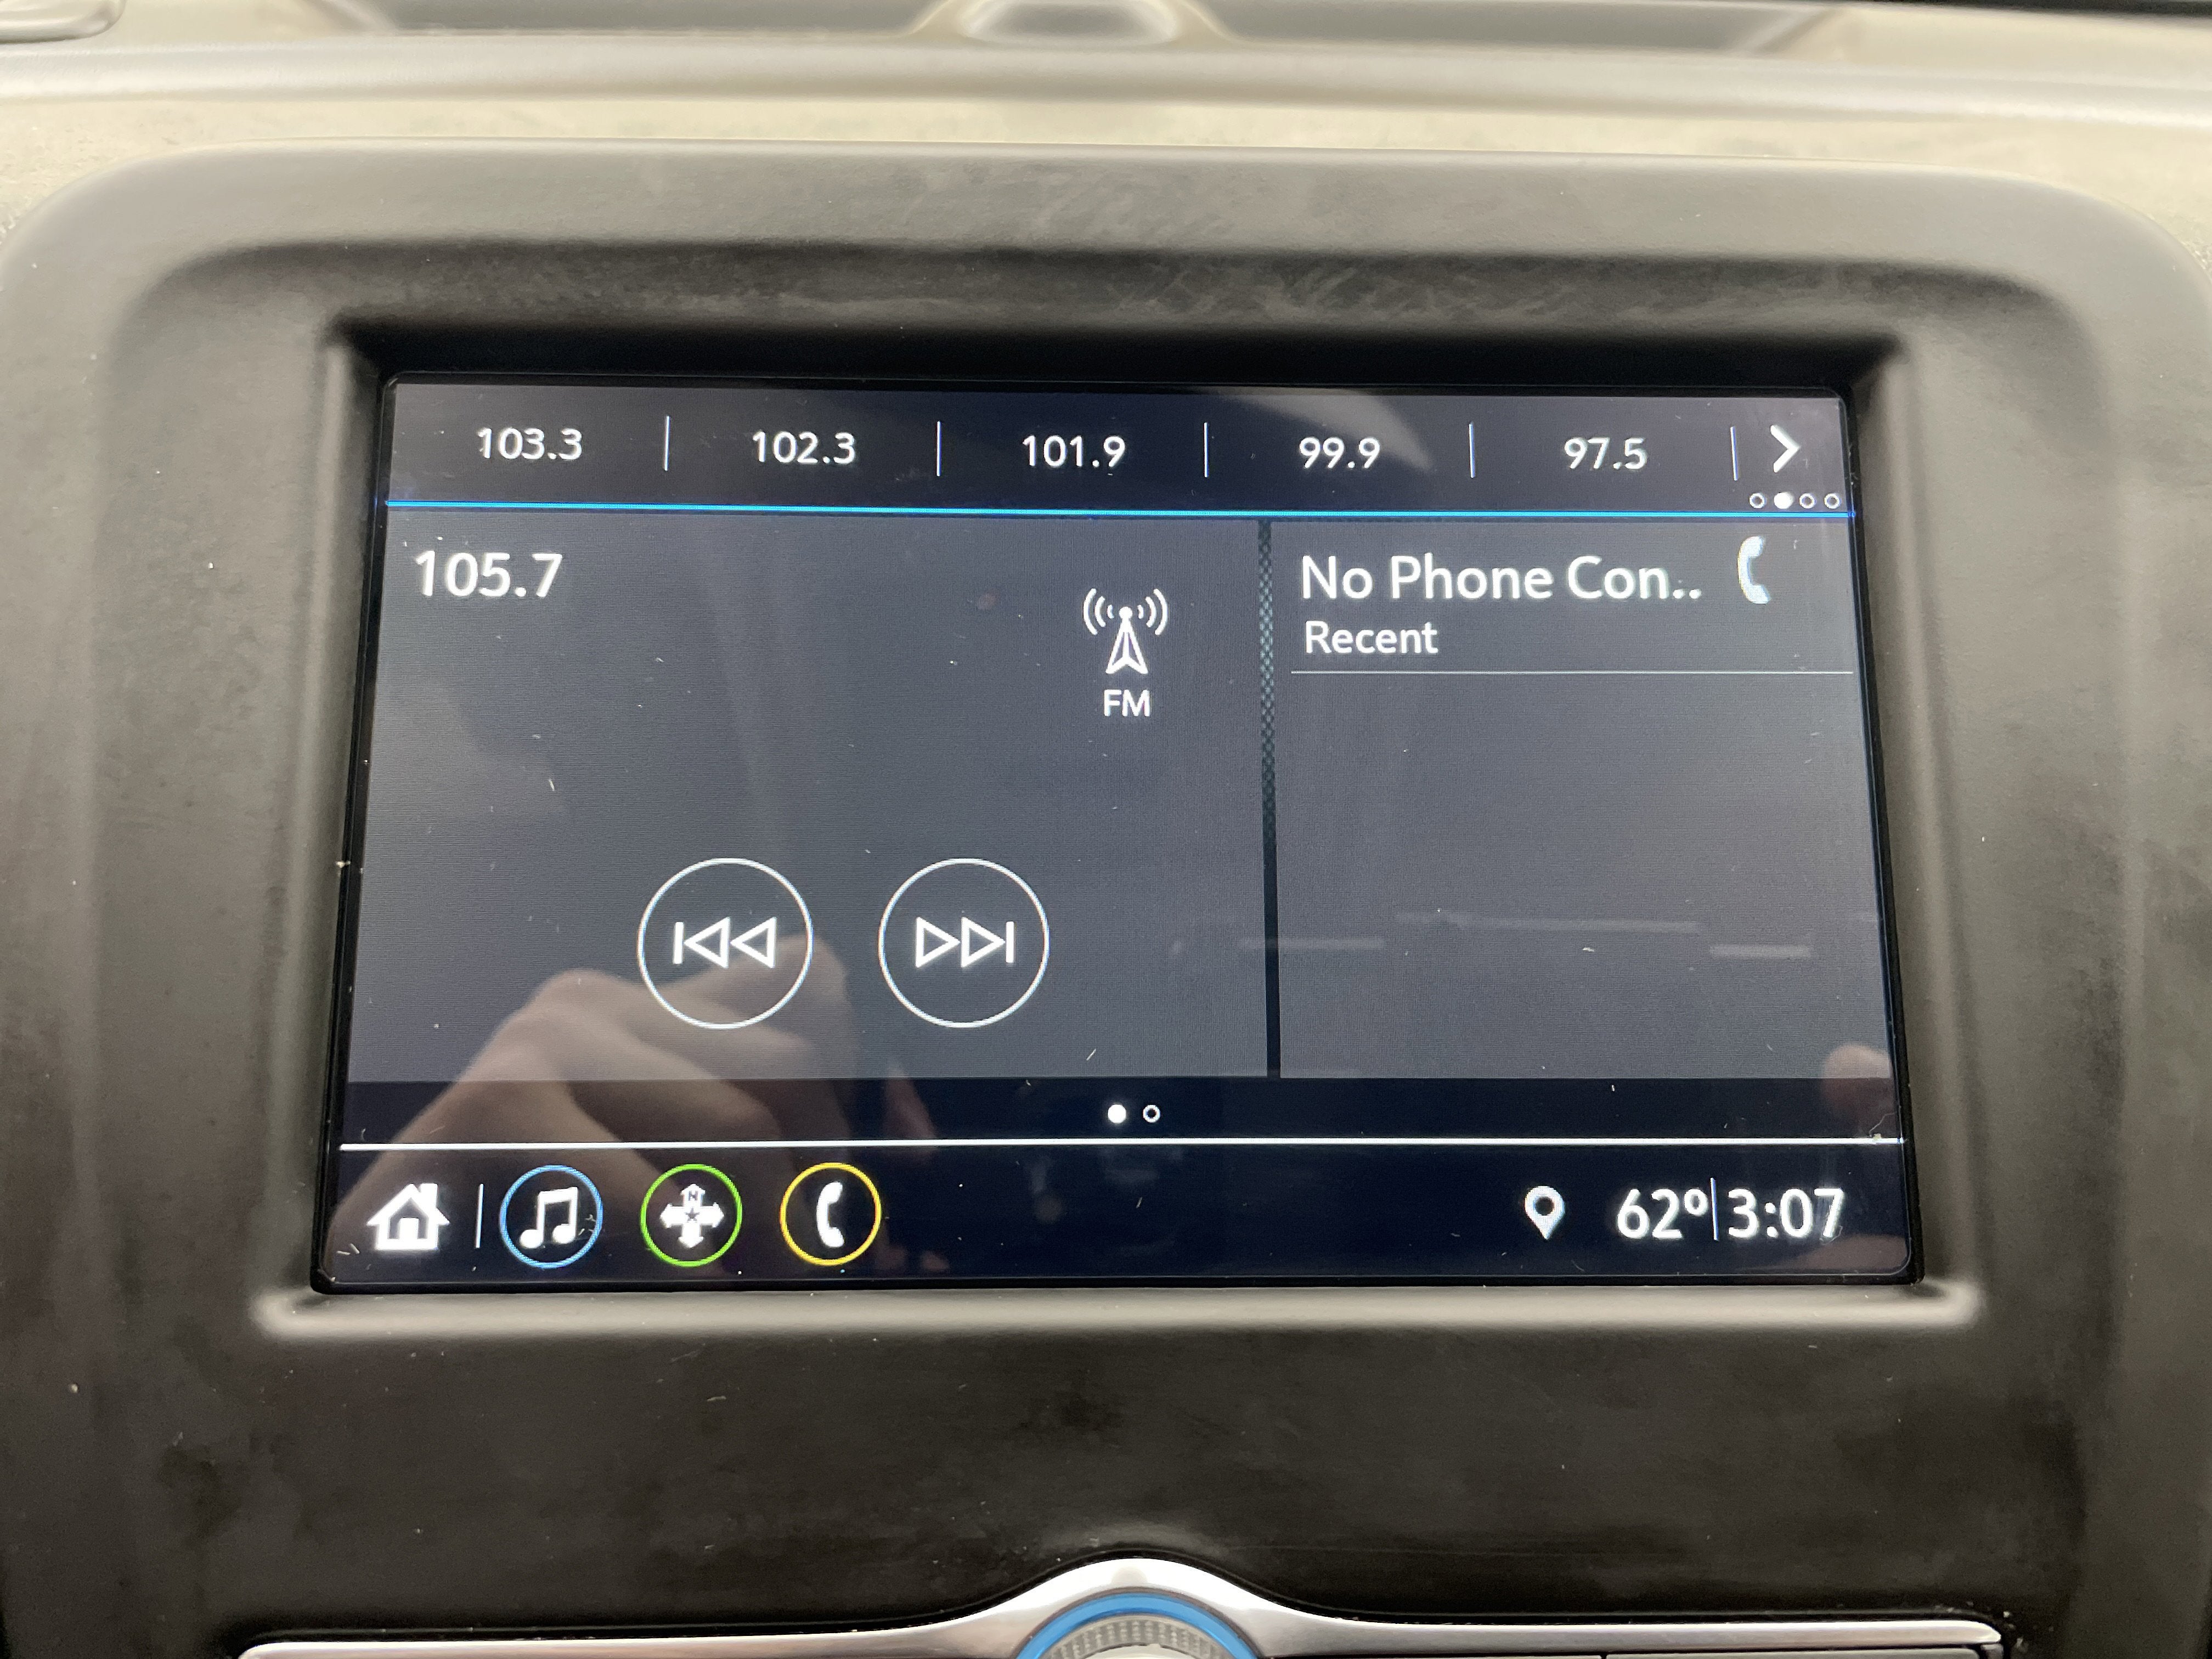 103.3 | 102.3 | 101.9 | 99.9 | 97.5
105.7
FM
No Phone Con..
Recent
N
62° 3:07